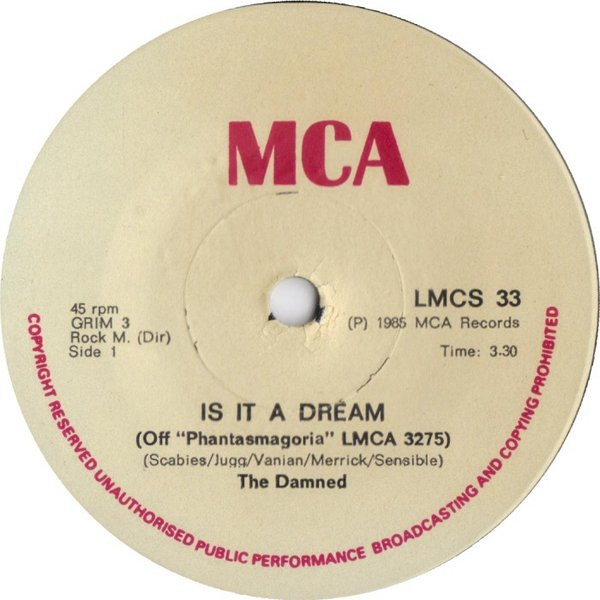 MCA
45 rpm
GRIM 3
Rock M. (Dir)
Side 1
LMCS 33
(P) 1985 MCA Records
Time: 3.30
IS IT A DREAM
(Off "Phantasmagoria" LMCA 3275)
(Scabies/Jugg/Vanian/Merrick/Sensible)
The Damned
COPYRIGHT RESERVED UNAUTHORISED PUBLIC PERFORMANCE BROADCASTING AND COPYING PROHIBITED